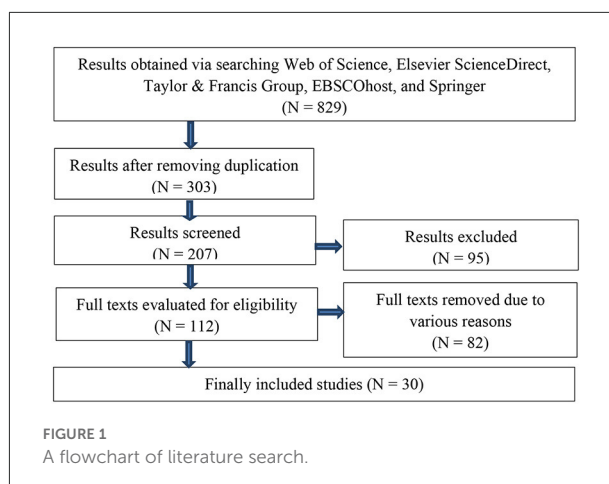 Results obtained via searching Web of Science, Elsevier ScienceDirect,
Taylor & Francis Group, EBSCOhost, and Springer
(N = 829)
Results after removing duplication
(N = 303)
Results screened
(N = 207)
Results excluded
(N = 95)
Full texts evaluated for eligibility
(N = 112)
Full texts removed due to
various reasons
(N = 82)
Finally included studies (N = 30)
FIGURE 1
A flowchart of literature search.